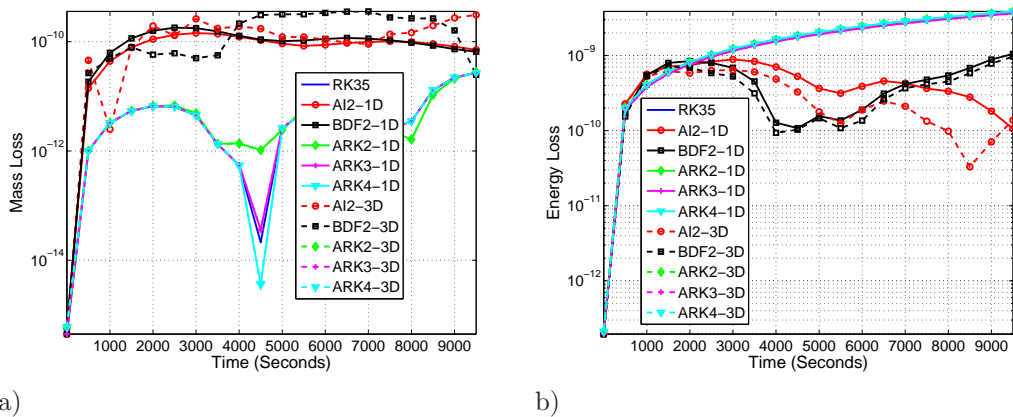 10^-10
10^-12
10^-14
Mass Loss
1000 2000 3000 4000 5000 6000 7000 8000 9000
Time (Seconds)
RK35
AI2-1D
BDF2-1D
ARK2-1D
ARK3-1D
ARK4-1D
AI2-3D
BDF2-3D
ARK2-3D
ARK3-3D
ARK4-3D
a)
10^-9
10^-10
10^-11
10^-12
Energy Loss
1000 2000 3000 4000 5000 6000 7000 8000 9000
Time (Seconds)
RK35
AI2-1D
BDF2-1D
ARK2-1D
ARK3-1D
ARK4-1D
AI2-3D
BDF2-3D
ARK2-3D
ARK3-3D
ARK4-3D
b)